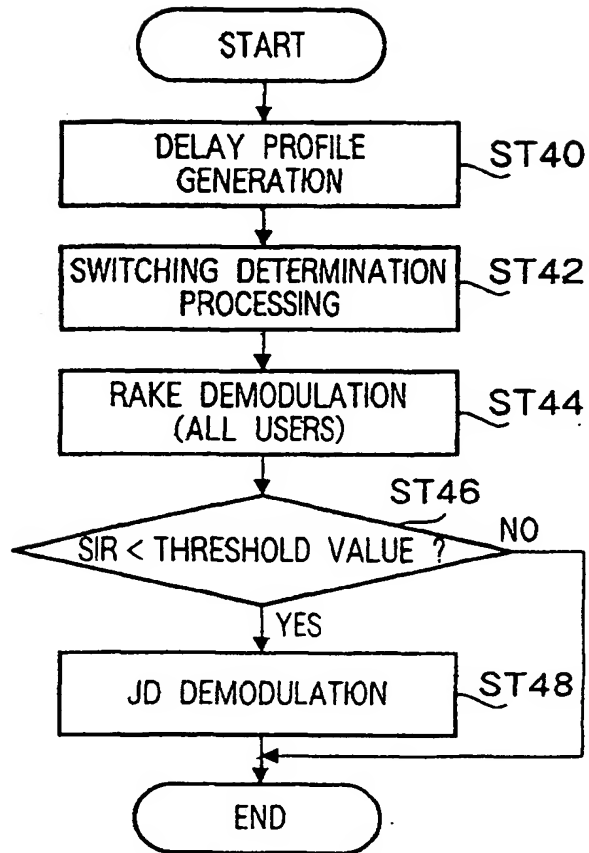 START
DELAY PROFILE
GENERATION
ST40
SWITCHING DETERMINATION
PROCESSING
ST42
RAKE DEMODULATION
(ALL USERS)
ST44
ST46
SIR < THRESHOLD VALUE ?
NO
YES
JD DEMODULATION
ST48
END